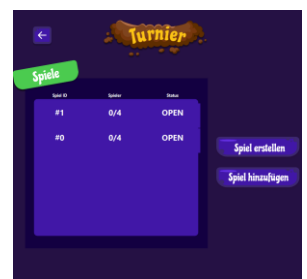 Turnier
Spiele
Spiel ID Spieler Status
#1 0/4 OPEN
#0 0/4 OPEN
Spiel erstellen
Spiel hinzufügen